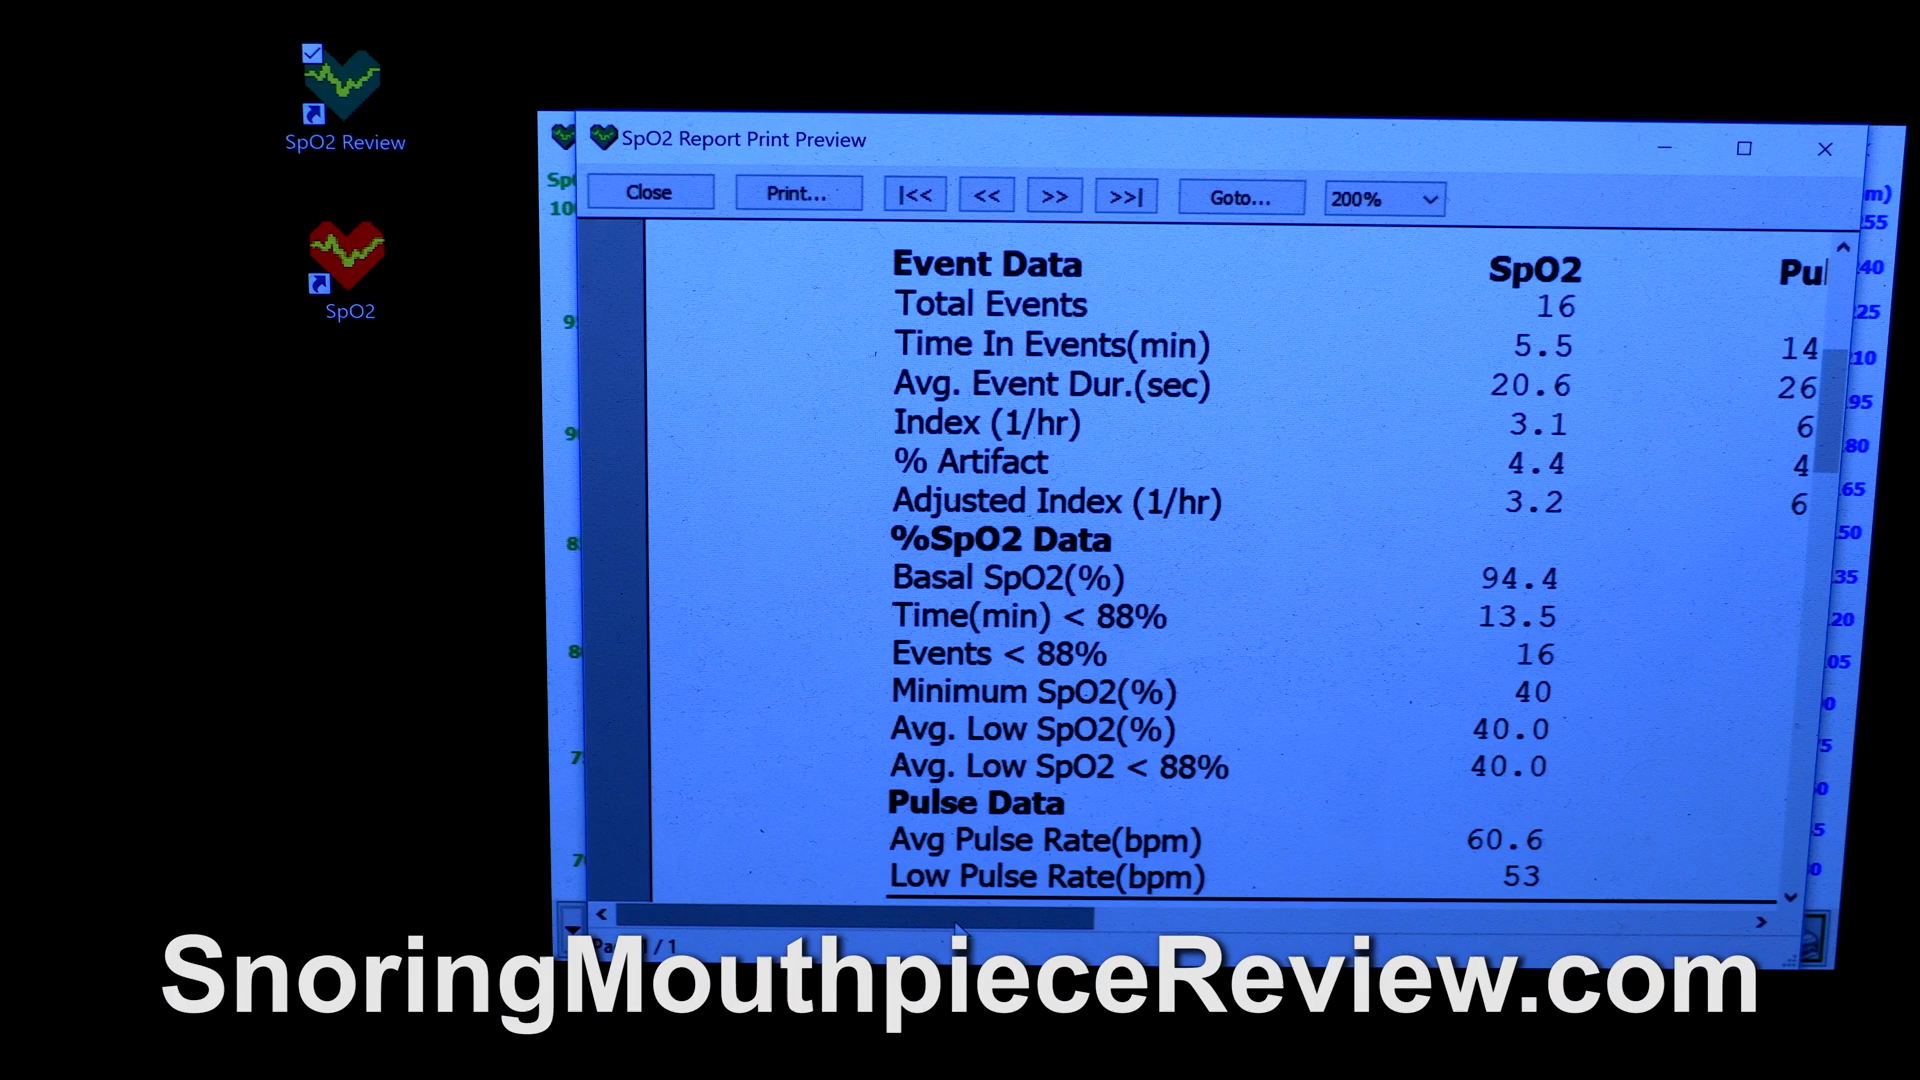 SpO2 Review
SpO2
SpO2 Report Print Preview
Close Print... |<< << >> >>| Goto... 200%
Event Data SpO2 Pul
Total Events 16
Time In Events(min) 5.5 14
Avg. Event Dur.(sec) 20.6 26
Index (1/hr) 3.1 6
% Artifact 4.4 4
Adjusted Index (1/hr) 3.2 6
%SpO2 Data
Basal SpO2(%) 94.4
Time(min) < 88% 13.5
Events < 88% 16
Minimum SpO2(%) 40
Avg. Low SpO2(%) 40.0
Avg. Low SpO2 < 88% 40.0
Pulse Data
Avg Pulse Rate(bpm) 60.6
Low Pulse Rate(bpm) 53
SnoringMouthpieceReview.com